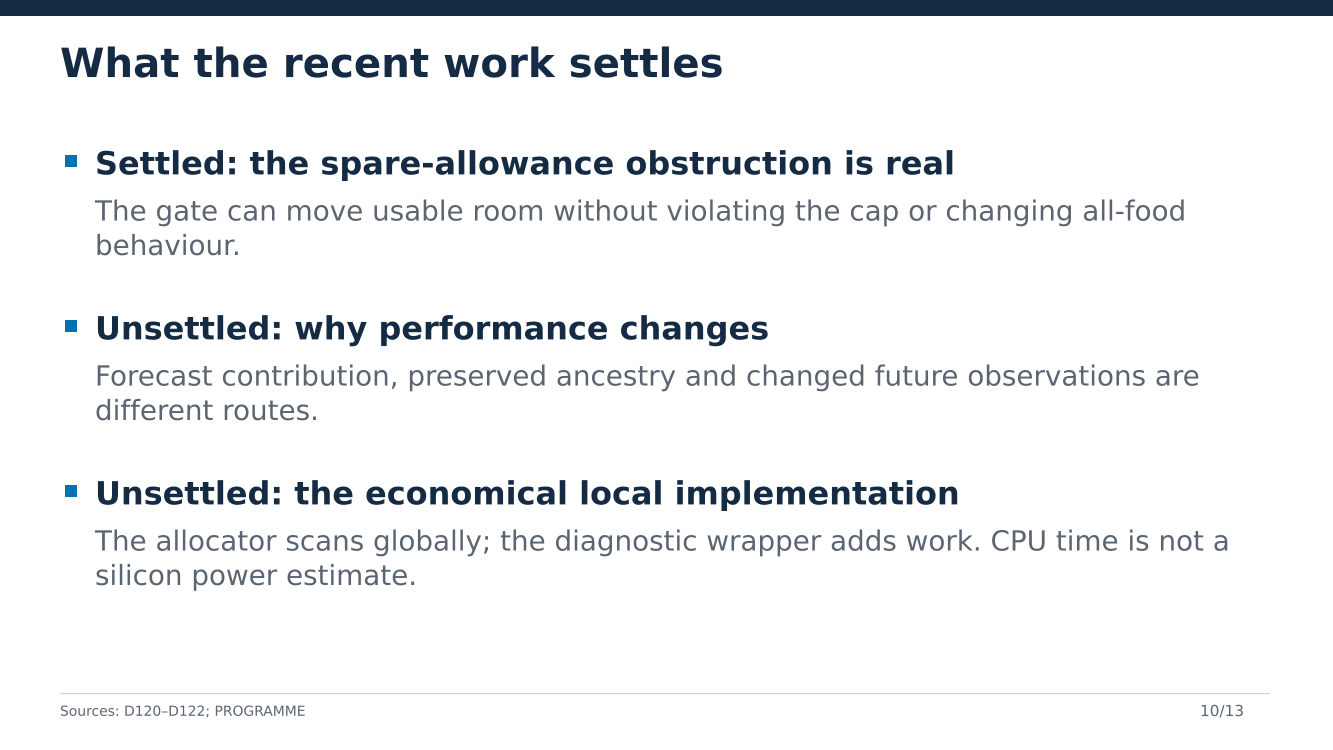 What the recent work settles
Settled: the spare-allowance obstruction is real
The gate can move usable room without violating the cap or changing all-food
behaviour.
Unsettled: why performance changes
Forecast contribution, preserved ancestry and changed future observations are
different routes.
Unsettled: the economical local implementation
The allocator scans globally; the diagnostic wrapper adds work. CPU time is not a
silicon power estimate.
Sources: D120–D122; PROGRAMME
10/13